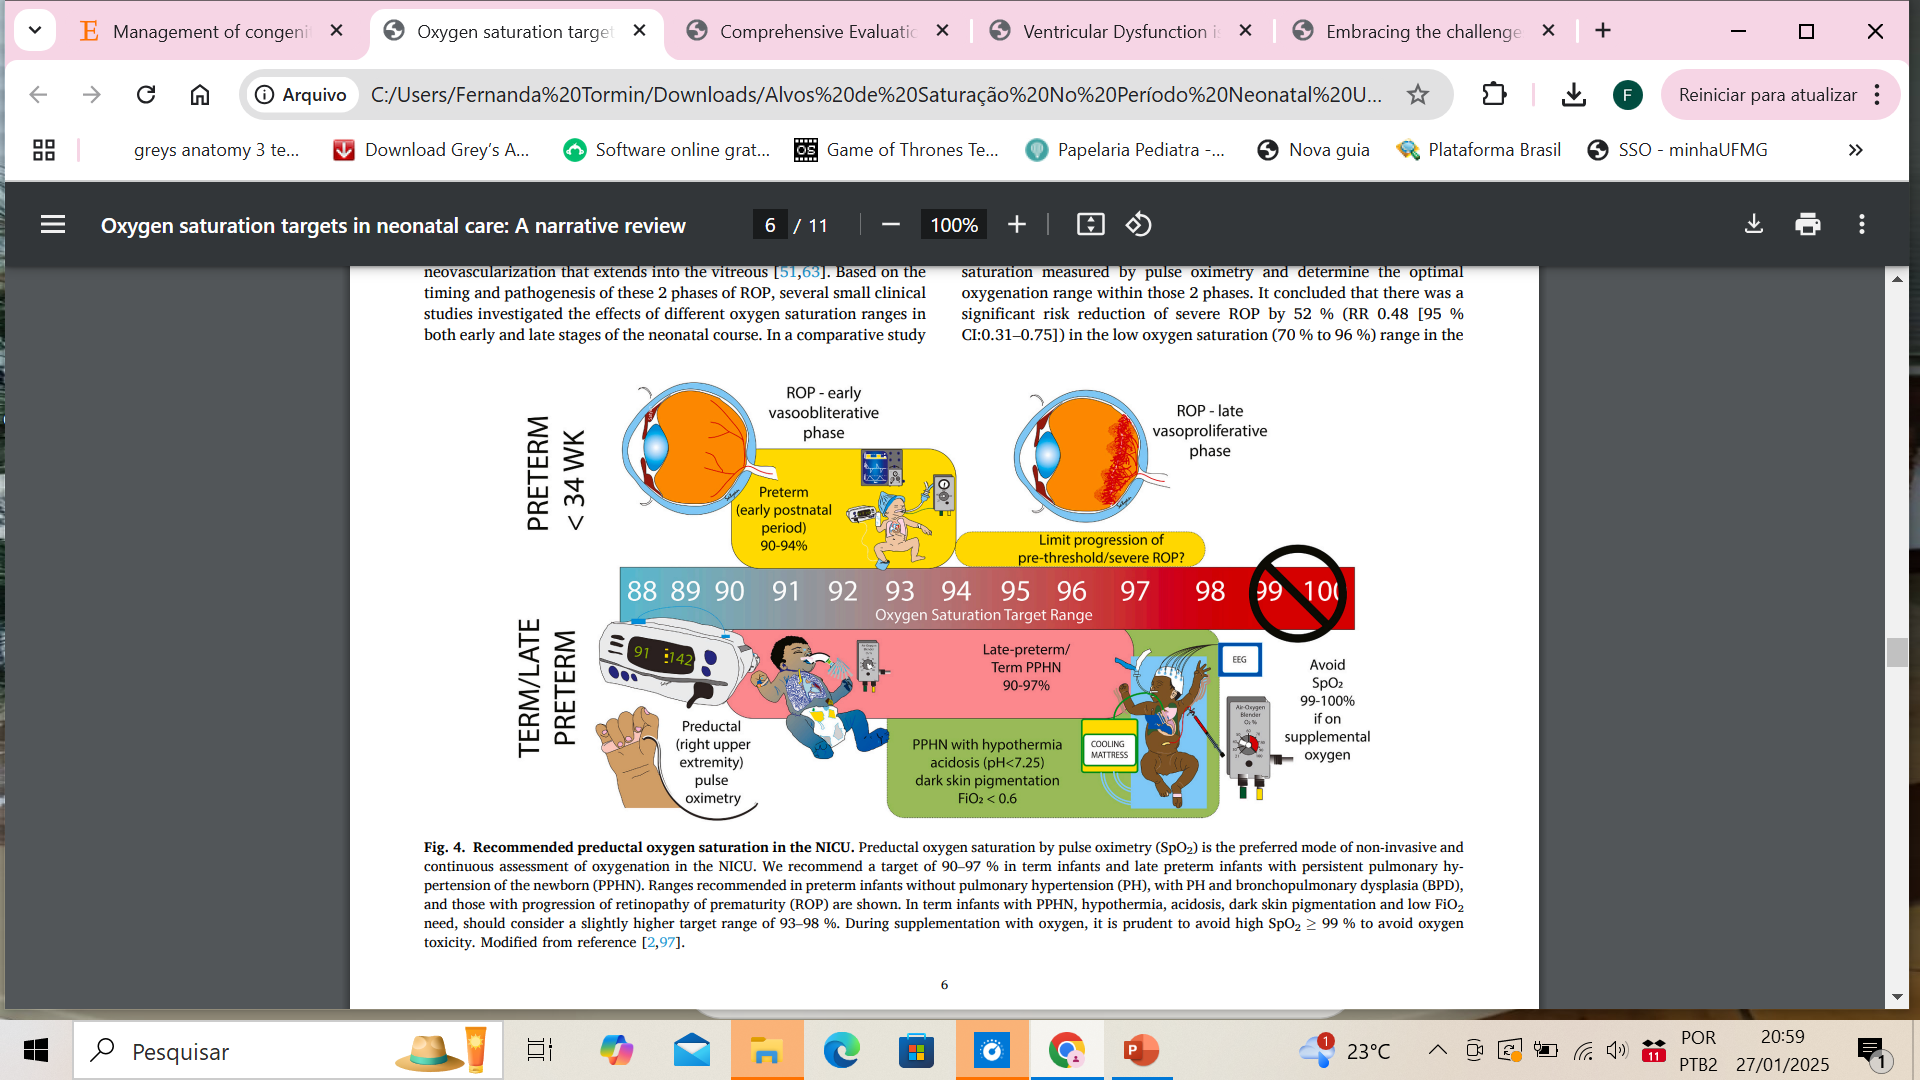 Management of congeni
Oxygen saturation target
Comprehensive Evaluatic
Ventricular Dysfunction i
Embracing the challenge
Arquivo
C:/Users/Fernanda%20Tormin/Downloads/Alvos%20de%20Saturação%20No%20Período%20Neonatal%20U...
F
Reiniciar para atualizar
greys anatomy 3 te...
Download Grey's A...
Software online grat...
Game of Thrones Te...
Papelaria Pediatra -...
Nova guia
Plataforma Brasil
SSO - minhaUFMG
Oxygen saturation targets in neonatal care: A narrative review
6 / 11
100%
neovascularization that extends into the vitreous [51,63]. Based on the
timing and pathogenesis of these 2 phases of ROP, several small clinical
studies investigated the effects of different oxygen saturation ranges in
both early and late stages of the neonatal course. In a comparative study
saturation measured by pulse oximetry and determine the optimal
oxygenation range within those 2 phases. It concluded that there was a
significant risk reduction of severe ROP by 52 % (RR 0.48 [95 %
CI:0.31–0.75]) in the low oxygen saturation (70 % to 96 %) range in the
PRETERM
< 34 WK
ROP - early
vasoobliterative
phase
ROP - late
vasoproliferative
phase
Preterm
(early postnatal
period)
90-94%
Limit progression of
pre-threshold/severe ROP?
88 89 90 91 92 93 94 95 96 97 98 99 100
Oxygen Saturation Target Range
TERM/LATE
PRETERM
91 142
Late-preterm/
Term PPHN
90-97%
EEG
Avoid
SpO₂
99-100%
if on
supplemental
oxygen
Air-Oxygen
Blender
O₂ %
Preductal
(right upper
extremity)
pulse
oximetry
PPHN with hypothermia
acidosis (pH<7.25)
dark skin pigmentation
FiO₂ < 0.6
COOLING
MATTRESS
Fig. 4. Recommended preductal oxygen saturation in the NICU. Preductal oxygen saturation by pulse oximetry (SpO₂) is the preferred mode of non-invasive and
continuous assessment of oxygenation in the NICU. We recommend a target of 90–97 % in term infants and late preterm infants with persistent pulmonary hy-
pertension of the newborn (PPHN). Ranges recommended in preterm infants without pulmonary hypertension (PH), with PH and bronchopulmonary dysplasia (BPD),
and those with progression of retinopathy of prematurity (ROP) are shown. In term infants with PPHN, hypothermia, acidosis, dark skin pigmentation and low FiO₂
need, should consider a slightly higher target range of 93–98 %. During supplementation with oxygen, it is prudent to avoid high SpO₂ ≥ 99 % to avoid oxygen
toxicity. Modified from reference [2,97].
6
Pesquisar
1
23°C
11
POR
PTB2
20:59
27/01/2025
1